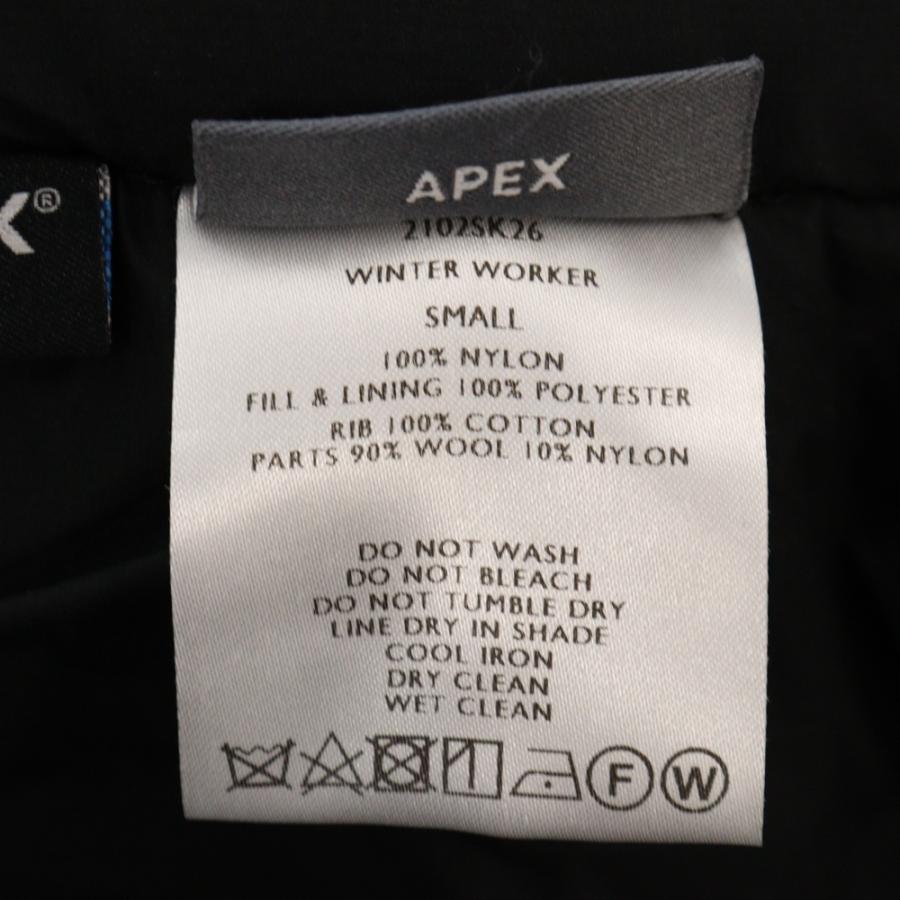 X®
APEX
2102SK26
WINTER WORKER
SMALL
100% NYLON
FILL & LINING 100% POLYESTER
RIB 100% COTTON
PARTS 90% WOOL 10% NYLON
DO NOT WASH
DO NOT BLEACH
DO NOT TUMBLE DRY
LINE DRY IN SHADE
COOL IRON
DRY CLEAN
WET CLEAN
F W